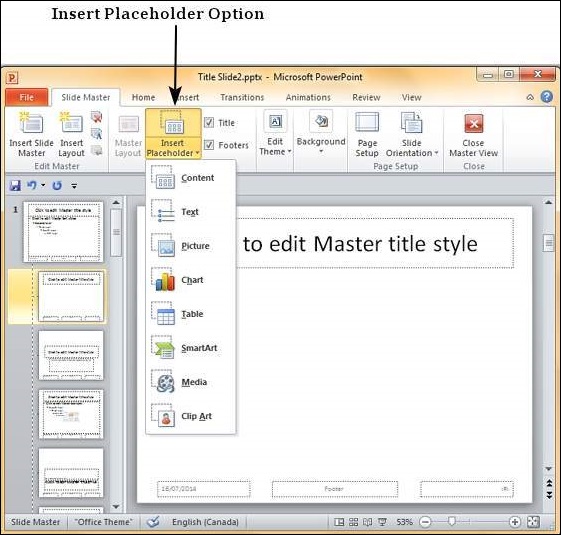 Insert Placeholder Option
Title Slide2.pptx - Microsoft PowerPoint
File Slide Master Home Insert Transitions Animations Review View
Insert Slide Master
Insert Layout
Master Layout
Insert Placeholder
Title
Footers
Edit Theme
Background
Page Setup
Slide Orientation
Close Master View
Edit Master Page Setup Close
Content
Text
Picture
Chart
Table
SmartArt
Media
Clip Art
1
Click to edit Master title style
to edit Master title style
16/07/2014 Footer
Slide Master "Office Theme" English (Canada) 53%